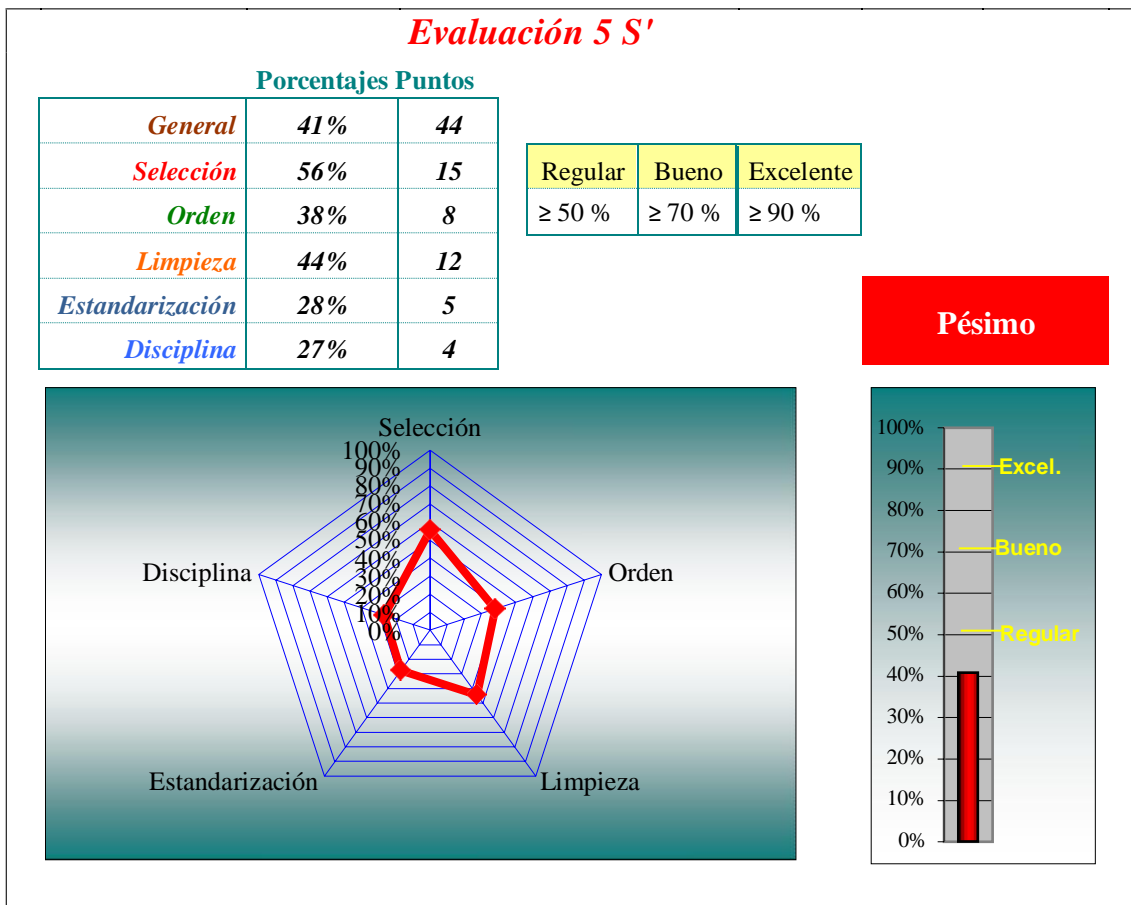 Evaluación 5 S'
Porcentajes Puntos
General 41% 44
Selección 56% 15
Orden 38% 8
Limpieza 44% 12
Estandarización 28% 5
Disciplina 27% 4
Regular Bueno Excelente
≥ 50 % ≥ 70 % ≥ 90 %
Pésimo
Selección
100%
90%
80%
70%
60%
50%
40%
30%
20%
10%
0%
Disciplina
Orden
Estandarización
Limpieza
100%
90% Excel.
80%
70% Bueno
60%
50% Regular
40%
30%
20%
10%
0%